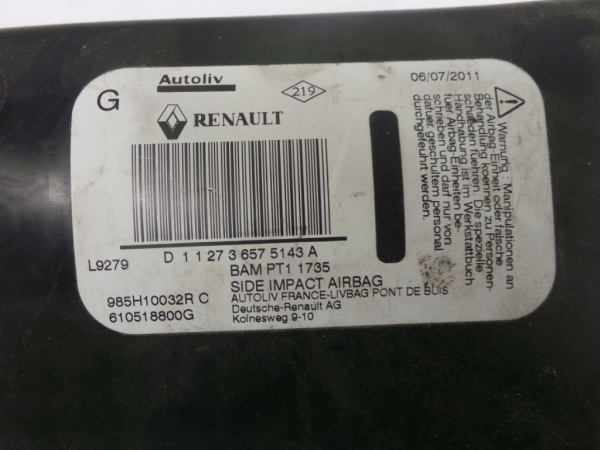 G
Autoliv
219
06/07/2011
RENAULT
L9279
D 1 1 27 3 657 5143 A
BAM PT1 1735
SIDE IMPACT AIRBAG
985H10032R C
AUTOLIV FRANCE-LIVBAG PONT DE BUIS
610518800G
Deutsche-Renault AG
Kolnesweg 9-10
Warnung : Manipulationen an
der Airbag-Einheit oder falsche
Behandlung koennen zu Personen-
schaeden fuehren. Die spezielle
Handhabung ist im Werkstattbuch
fuer Airbag-Einheiten be-
schrieben und darf nur von
dafuer geschultem personal
durchgefeuhrt werden.